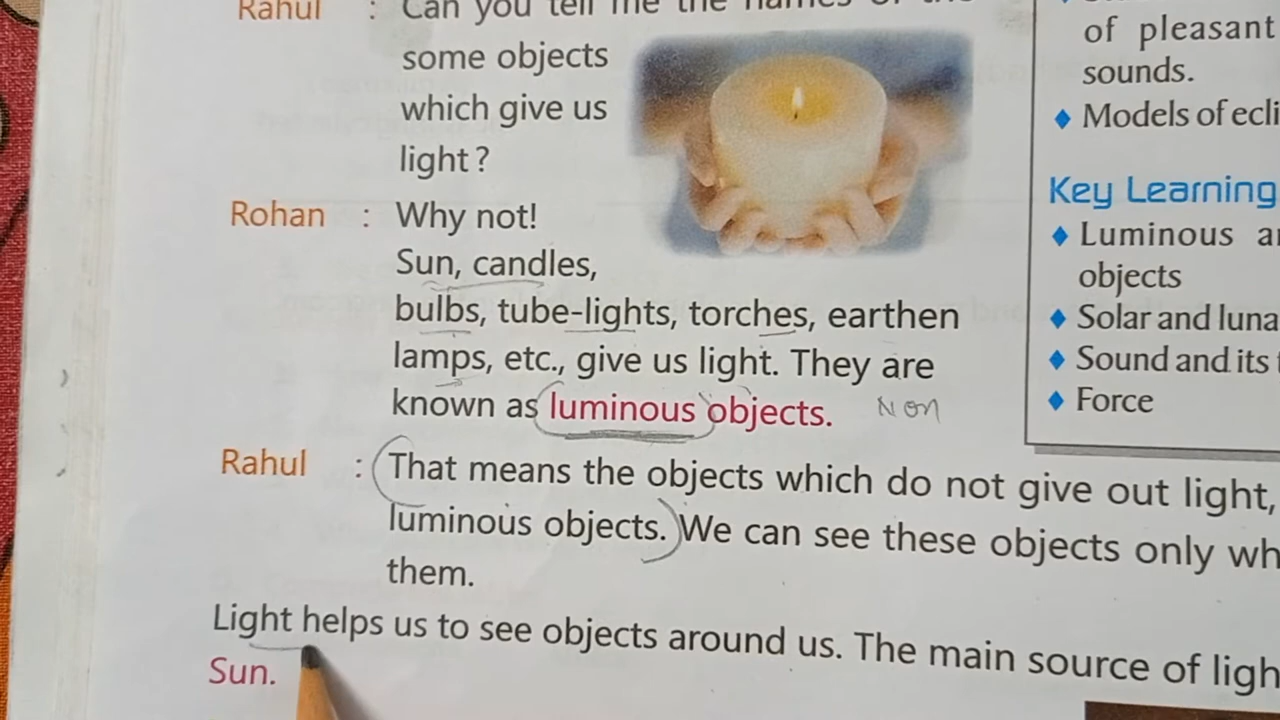 Rahul : Can you tell me the names of the
some objects
which give us
light?
Rohan : Why not!
Sun, candles,
bulbs, tube-lights, torches, earthen
lamps, etc., give us light. They are
known as luminous objects. Non
Rahul : That means the objects which do not give out light,
luminous objects. We can see these objects only wh
them.
Light helps us to see objects around us. The main source of ligh
Sun.
of pleasant
sounds.
Models of ecli
Key Learning
Luminous a
objects
Solar and luna
Sound and its
Force